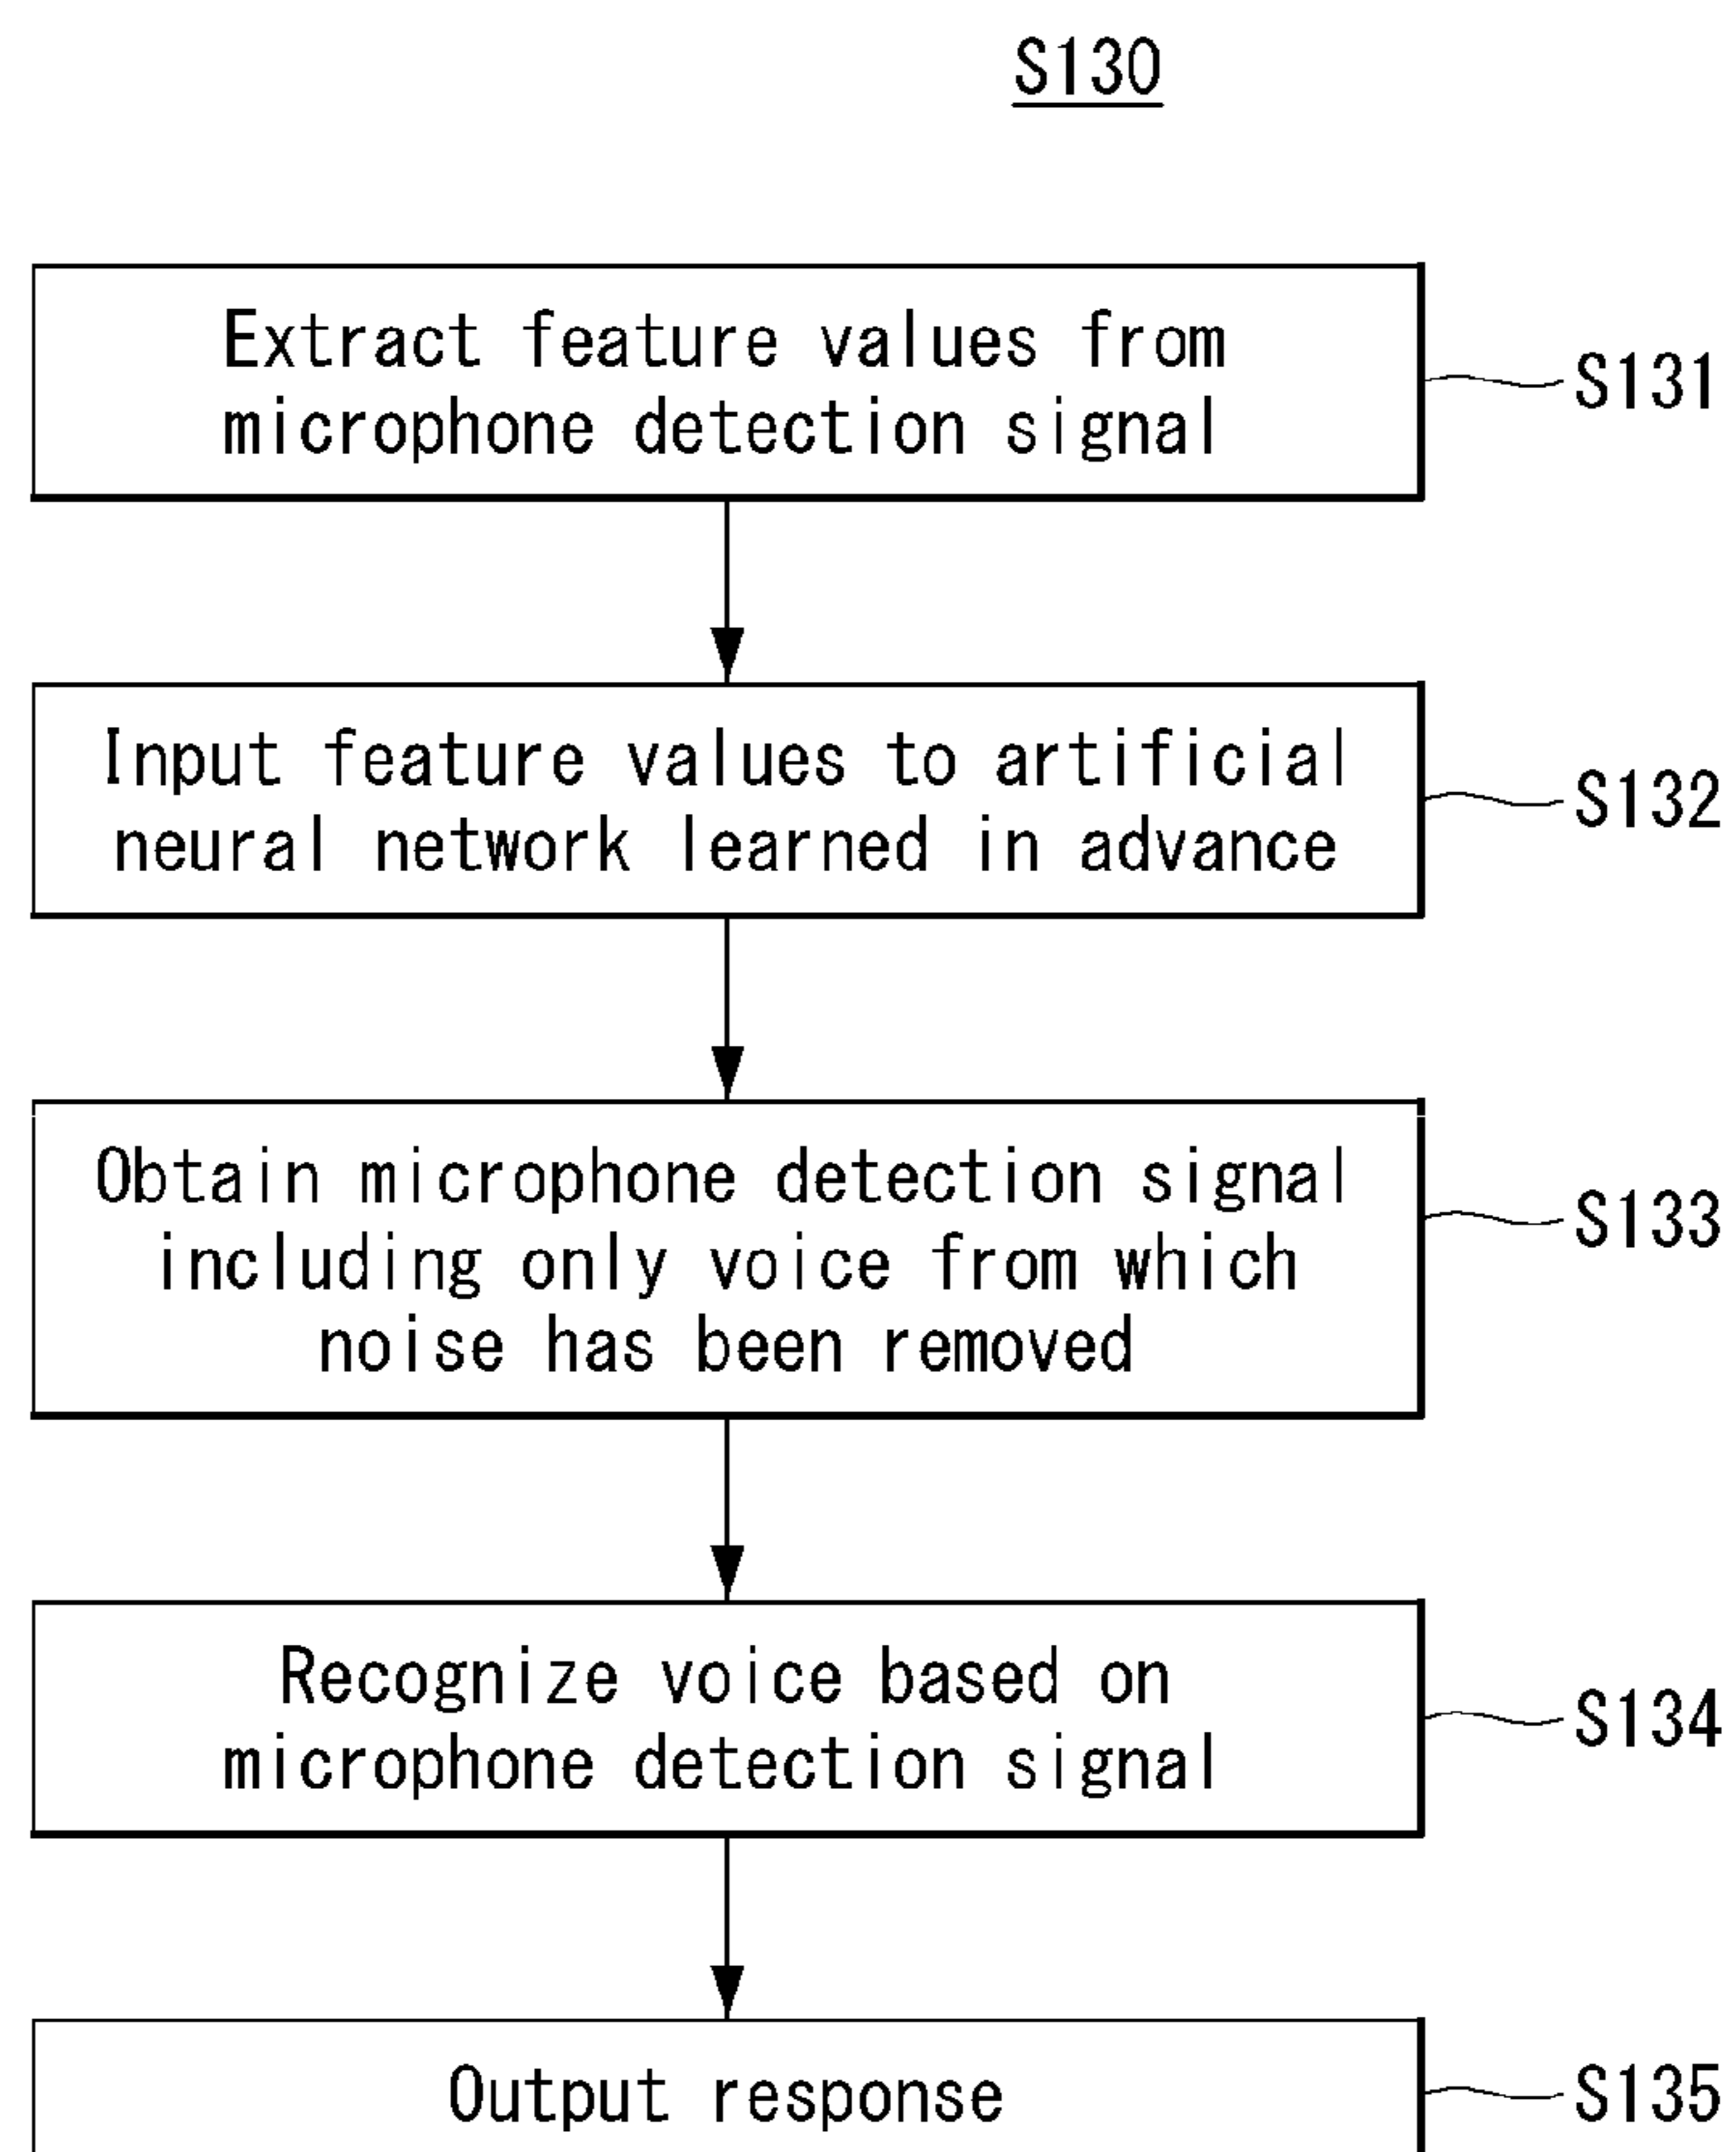 S130
Extract feature values from
microphone detection signal
S131
Input feature values to artificial
neural network learned in advance
S132
Obtain microphone detection signal
including only voice from which
noise has been removed
S133
Recognize voice based on
microphone detection signal
S134
Output response
S135